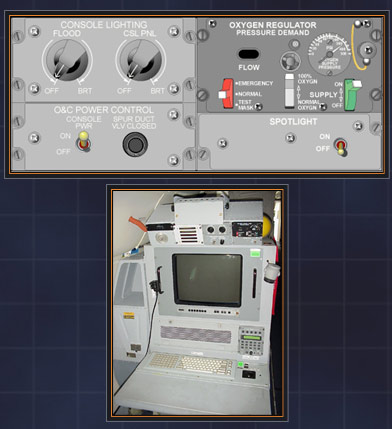 CONSOLE LIGHTING
FLOOD
CSL PNL
OFF
BRT
OFF
BRT
OXYGEN REGULATOR
PRESSURE DEMAND
FLOW
SUPPLY
PRESSURE
EMERGENCY
NORMAL
TEST
MASK
100%
OXYGN
NORMAL
OXYGN
ON
SUPPLY
OFF
O&C POWER CONTROL
CONSOLE
PWR
ON
OFF
SPUR DUCT
VLV CLOSED
SPOTLIGHT
ON
OFF